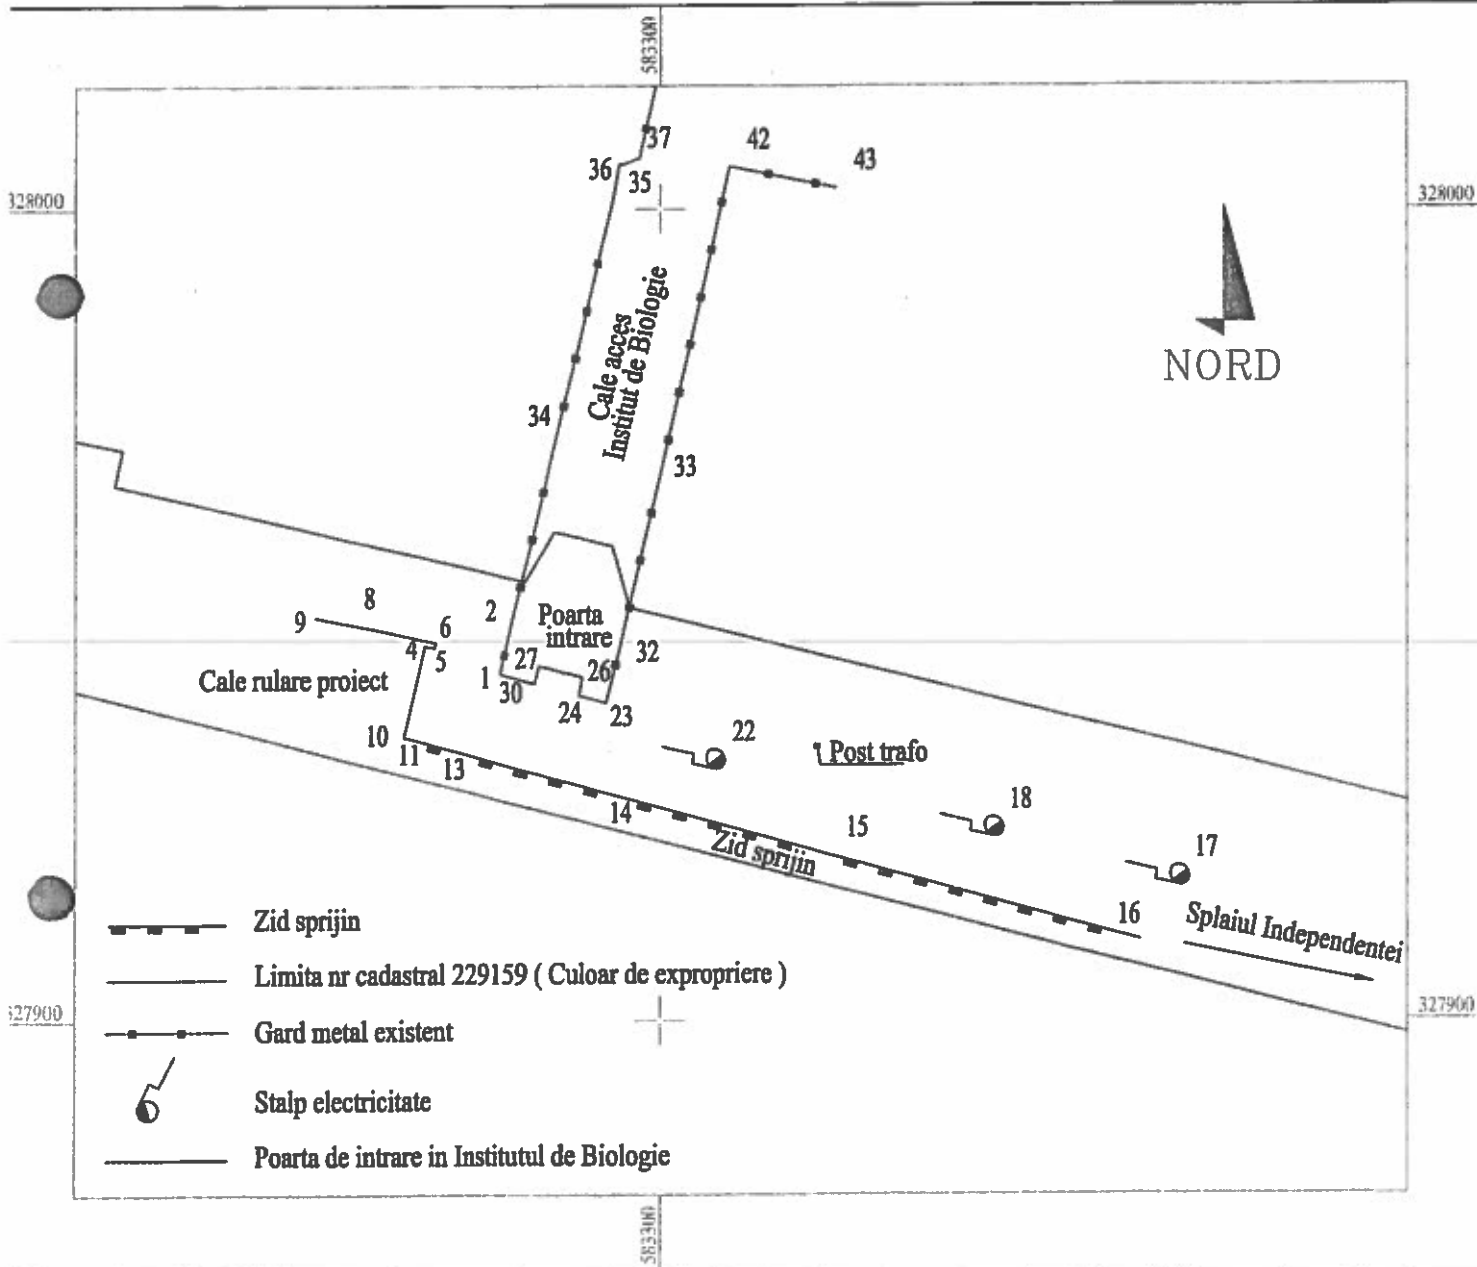 583300
37
42
43
36
35
328000
328000
NORD
Cale acces
Institut de Biologie
34
33
8
9
2
6
Poarta
intrare
4
5
32
27
26
1
30
Cale rulare proiect
24
23
10
11
13
22
Post trafo
14
15
18
Zid sprijin
17
16
Splaiul Independentei
Zid sprijin
Limita nr cadastral 229159 ( Culoar de expropriere )
327900
327900
Gard metal existent
Stalp electricitate
Poarta de intrare in Institutul de Biologie
583300